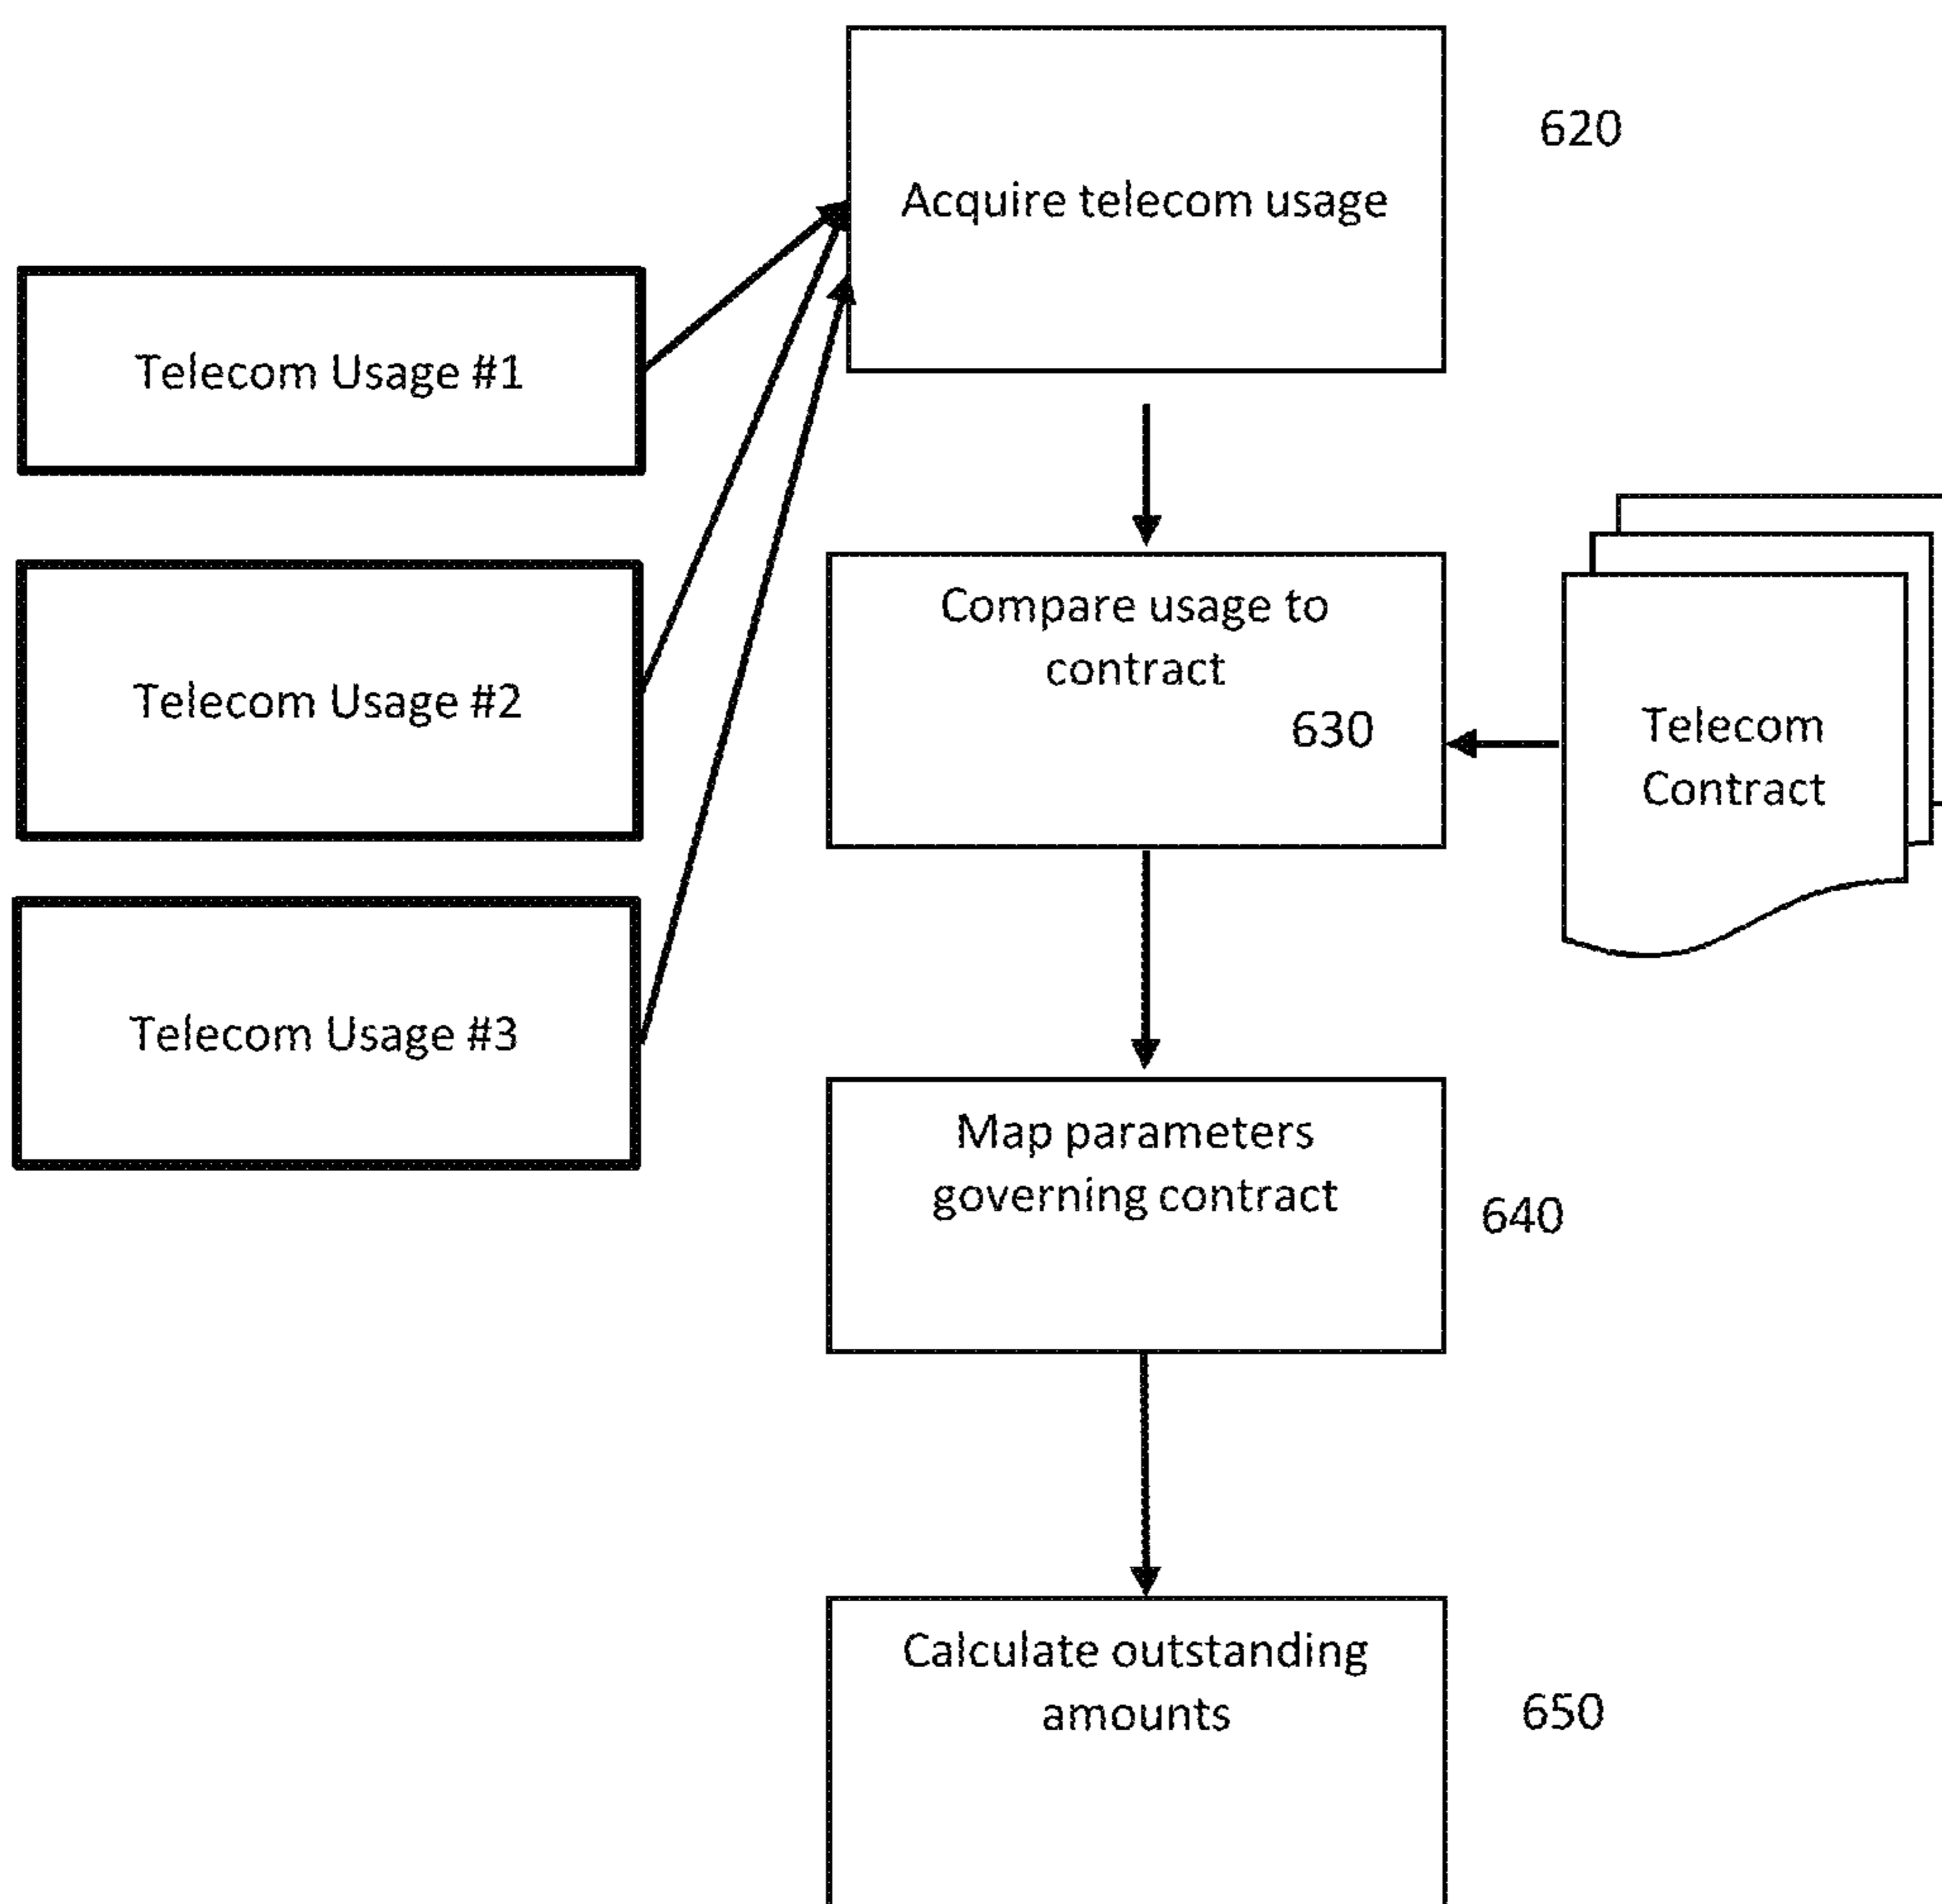 Acquire telecom usage
620
Telecom Usage #1
Compare usage to
contract
630
Telecom
Contract
Telecom Usage #2
Telecom Usage #3
Map parameters
governing contract
640
Calculate outstanding
amounts
650